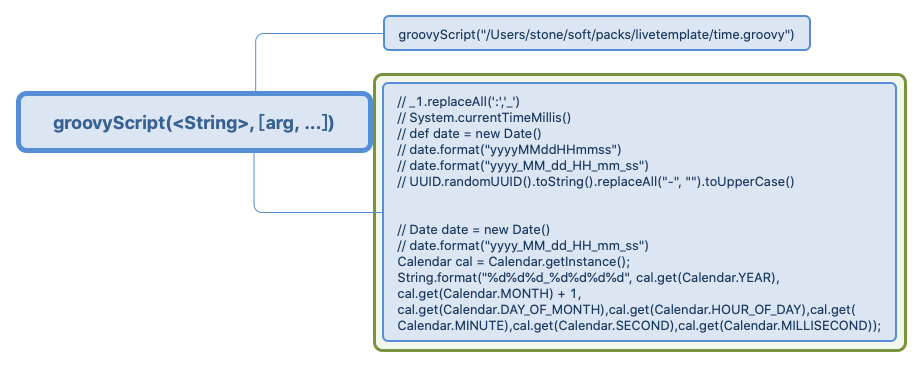 groovyScript("/Users/stone/soft/packs/livetemplate/time.groovy")
groovyScript(<String>, [arg, ...])
// _1.replaceAll(':','_')
// System.currentTimeMillis()
// def date = new Date()
// date.format("yyyyMMddHHmmss")
// date.format("yyyy_MM_dd_HH_mm_ss")
// UUID.randomUUID().toString().replaceAll("-", "").toUpperCase()
// Date date = new Date()
// date.format("yyyy_MM_dd_HH_mm_ss")
Calendar cal = Calendar.getInstance();
String.format("%d%d%d_%d%d%d%d", cal.get(Calendar.YEAR),
cal.get(Calendar.MONTH) + 1,
cal.get(Calendar.DAY_OF_MONTH),cal.get(Calendar.HOUR_OF_DAY),cal.get(
Calendar.MINUTE),cal.get(Calendar.SECOND),cal.get(Calendar.MILLISECOND));